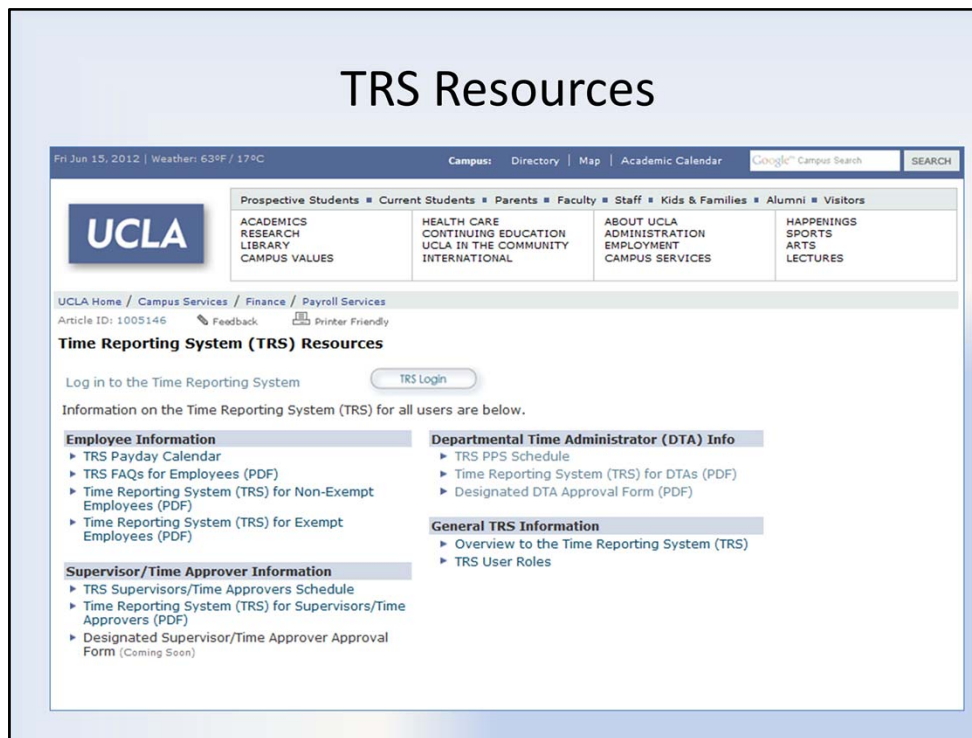 TRS Resources
Fri Jun 15, 2012 | Weather: 63ºF / 17ºC
Campus: Directory | Map | Academic Calendar
Google™ Campus Search
SEARCH
UCLA
Prospective Students ■ Current Students ■ Parents ■ Faculty ■ Staff ■ Kids & Families ■ Alumni ■ Visitors
ACADEMICS
RESEARCH
LIBRARY
CAMPUS VALUES
HEALTH CARE
CONTINUING EDUCATION
UCLA IN THE COMMUNITY
INTERNATIONAL
ABOUT UCLA
ADMINISTRATION
EMPLOYMENT
CAMPUS SERVICES
HAPPENINGS
SPORTS
ARTS
LECTURES
UCLA Home / Campus Services / Finance / Payroll Services
Article ID: 1005146 Feedback Printer Friendly
Time Reporting System (TRS) Resources
Log in to the Time Reporting System
TRS Login
Information on the Time Reporting System (TRS) for all users are below.
Employee Information
TRS Payday Calendar
TRS FAQs for Employees (PDF)
Time Reporting System (TRS) for Non-Exempt
Employees (PDF)
Time Reporting System (TRS) for Exempt
Employees (PDF)
Supervisor/Time Approver Information
TRS Supervisors/Time Approvers Schedule
Time Reporting System (TRS) for Supervisors/Time
Approvers (PDF)
Designated Supervisor/Time Approver Approval
Form (Coming Soon)
Departmental Time Administrator (DTA) Info
TRS PPS Schedule
Time Reporting System (TRS) for DTAs (PDF)
Designated DTA Approval Form (PDF)
General TRS Information
Overview to the Time Reporting System (TRS)
TRS User Roles